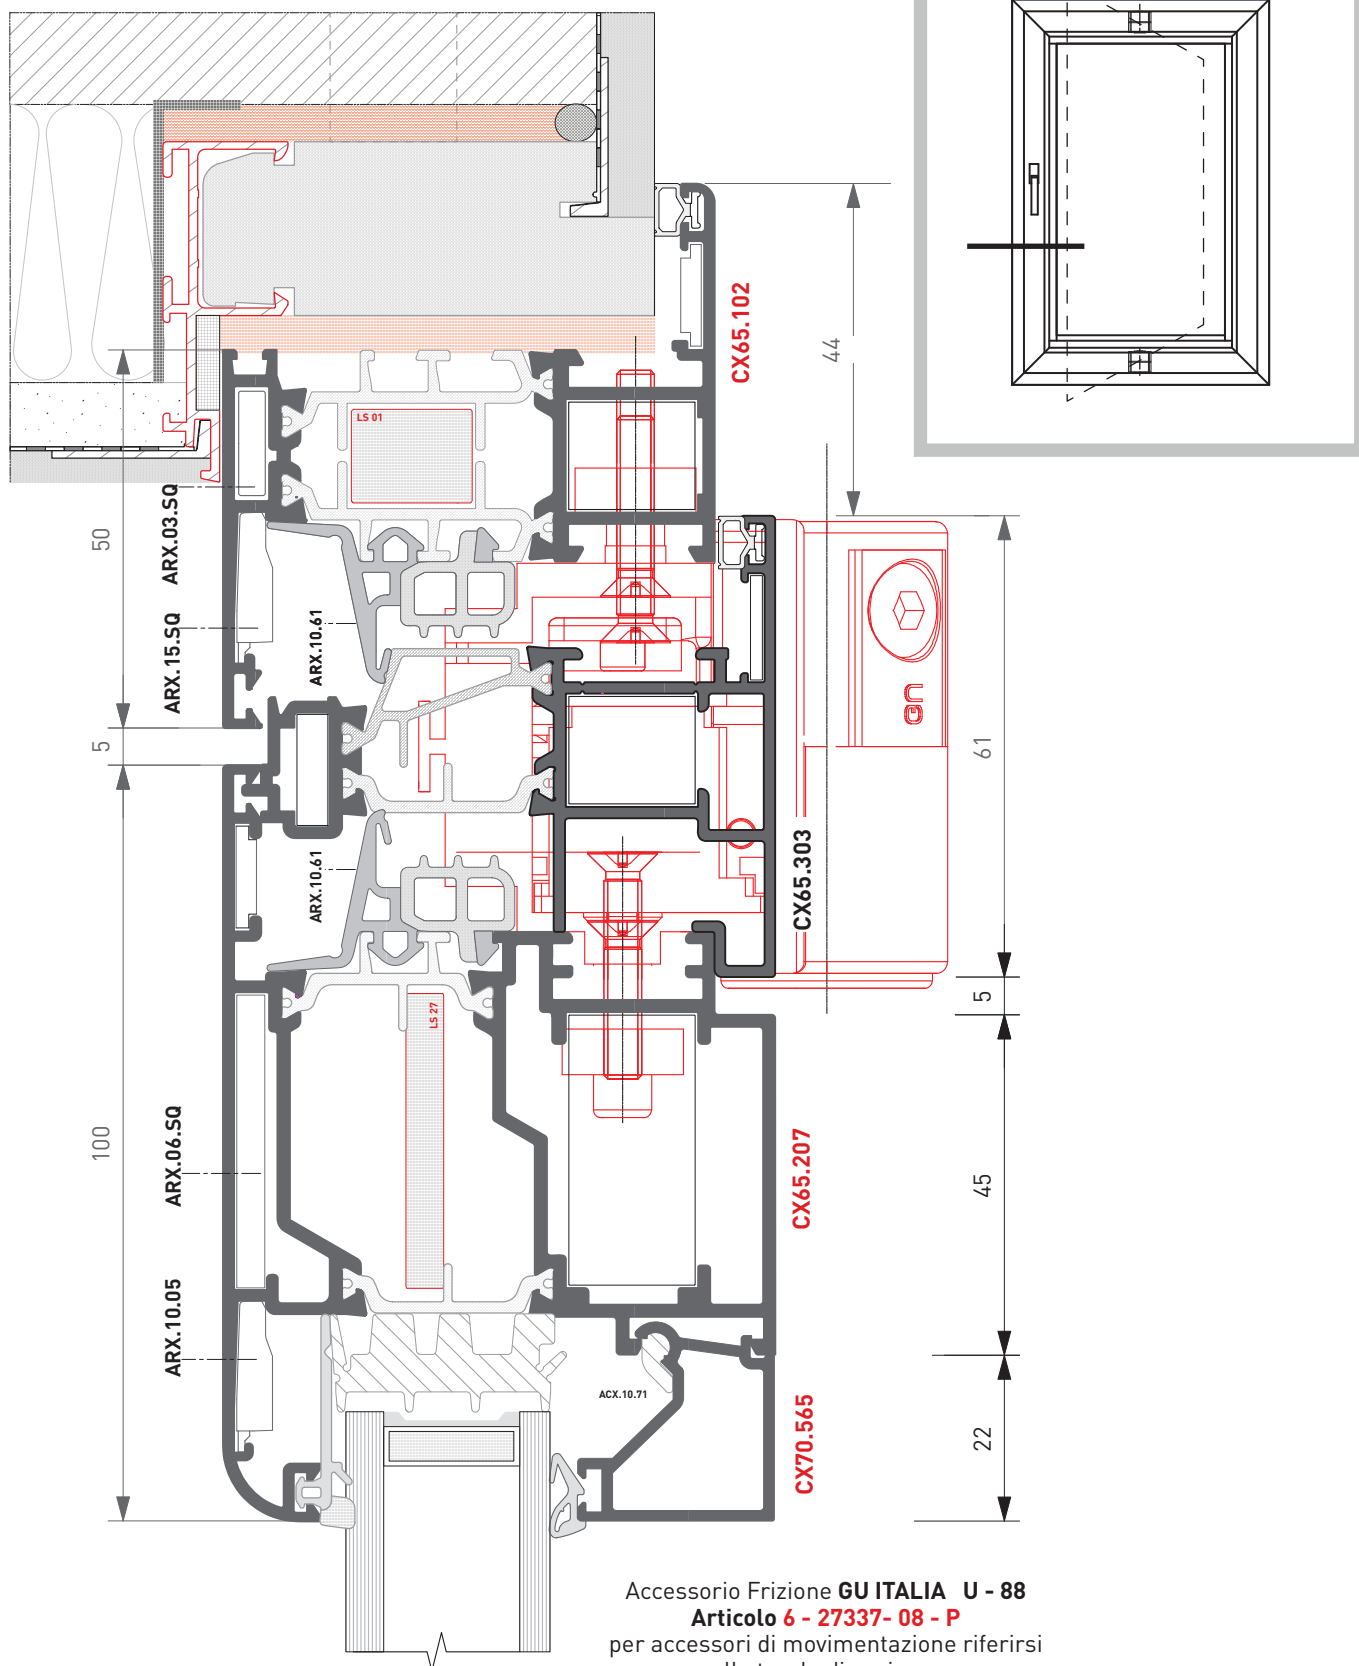 CX65.102
44
LS 01
50
ARX.03.SQ
ARX.15.SQ
ARX.10.61
5
61
CX65.303
ARX.10.61
5
LS 27
100
ARX.06.SQ
CX65.207
45
ARX.10.05
ACX.10.71
CX70.565
22
Accessorio Frizione GU ITALIA U - 88
Articolo 6 - 27337- 08 - P
per accessori di movimentazione riferirsi